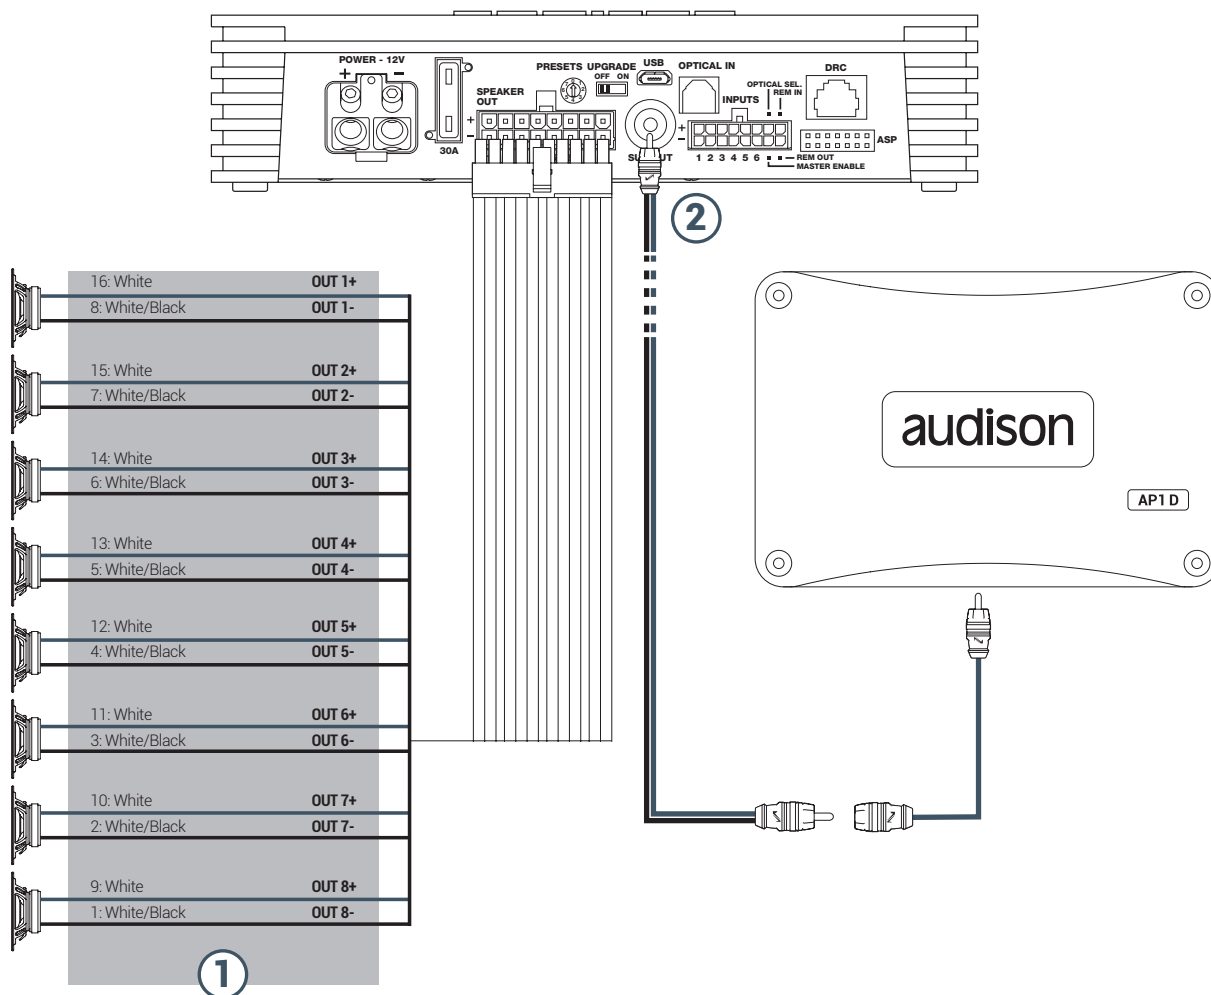 POWER - 12V
+ −
30A
SPEAKER OUT
+
−
PRESETS
UPGRADE
OFF ON
USB
OPTICAL IN
OPTICAL SEL.
REM IN
DRC
INPUTS
+
−
ASP
1 2 3 4 5 6
REM OUT
MASTER ENABLE
2
16: White OUT 1+
8: White/Black OUT 1-
15: White OUT 2+
7: White/Black OUT 2-
14: White OUT 3+
6: White/Black OUT 3-
13: White OUT 4+
5: White/Black OUT 4-
12: White OUT 5+
4: White/Black OUT 5-
11: White OUT 6+
3: White/Black OUT 6-
10: White OUT 7+
2: White/Black OUT 7-
9: White OUT 8+
1: White/Black OUT 8-
1
audison
AP1 D